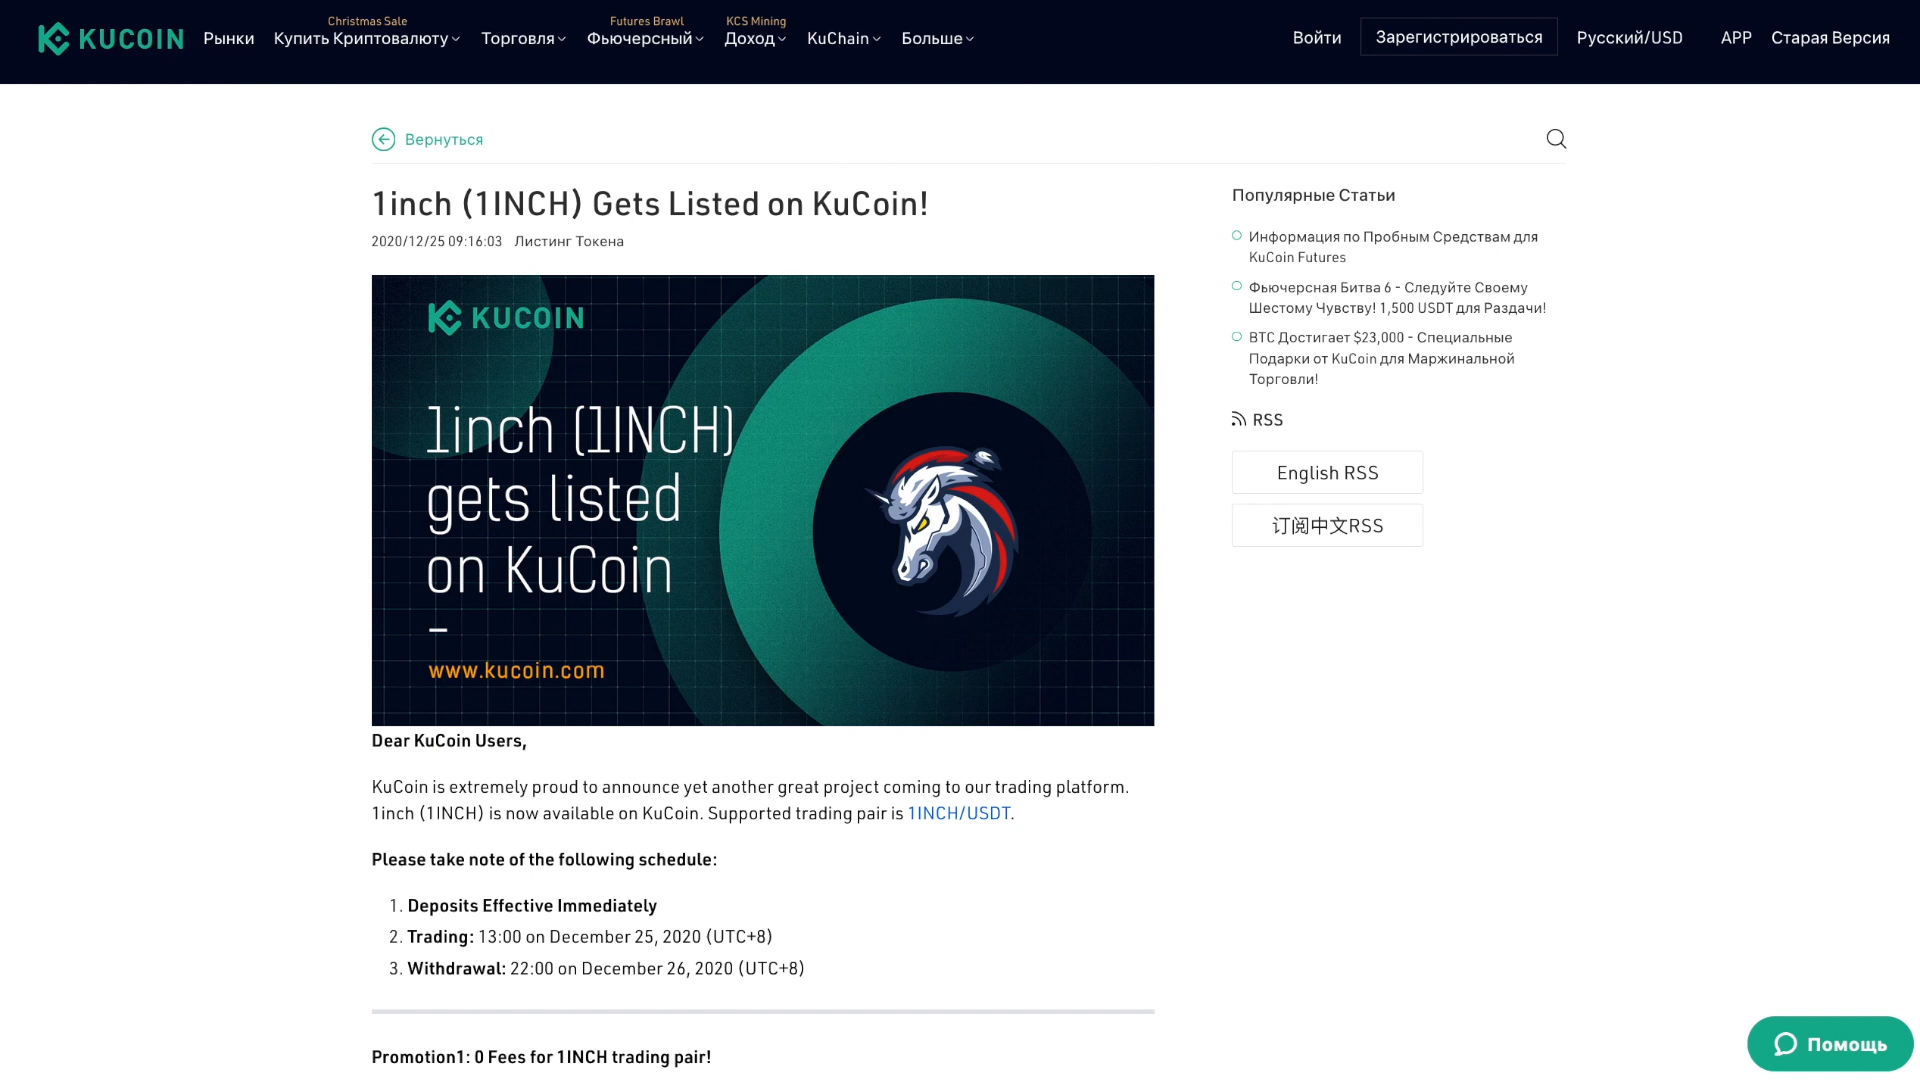 Christmas Sale
Futures Brawl
KCS Mining
KUCOIN
Рынки
Купить Криптовалюту
Торговля
Фьючерсный
Доход
KuChain
Больше
Войти
Зарегистрироваться
Русский/USD
APP
Старая Версия
Вернуться
1inch (1INCH) Gets Listed on KuCoin!
2020/12/25 09:16:03 Листинг Токена
KUCOIN
1inch (1INCH)
gets listed
on KuCoin
–
www.kucoin.com
Dear KuCoin Users,
KuCoin is extremely proud to announce yet another great project coming to our trading platform.
1inch (1INCH) is now available on KuCoin. Supported trading pair is 1INCH/USDT.
Please take note of the following schedule:
1. Deposits Effective Immediately
2. Trading: 13:00 on December 25, 2020 (UTC+8)
3. Withdrawal: 22:00 on December 26, 2020 (UTC+8)
Promotion1: 0 Fees for 1INCH trading pair!
Популярные Статьи
Информация по Пробным Средствам для
KuCoin Futures
Фьючерсная Битва 6 - Следуйте Своему
Шестому Чувству! 1,500 USDT для Раздачи!
BTC Достигает $23,000 - Специальные
Подарки от KuCoin для Маржинальной
Торговли!
RSS
English RSS
订阅中文RSS
Помощь